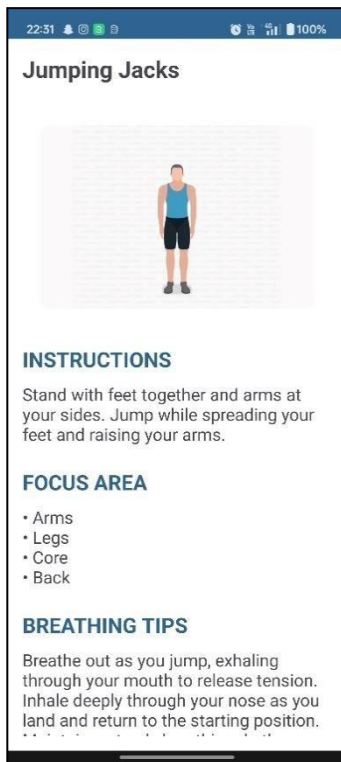 22:31 100%
Jumping Jacks
INSTRUCTIONS
Stand with feet together and arms at
your sides. Jump while spreading your
feet and raising your arms.
FOCUS AREA
• Arms
• Legs
• Core
• Back
BREATHING TIPS
Breathe out as you jump, exhaling
through your mouth to release tension.
Inhale deeply through your nose as you
land and return to the starting position.